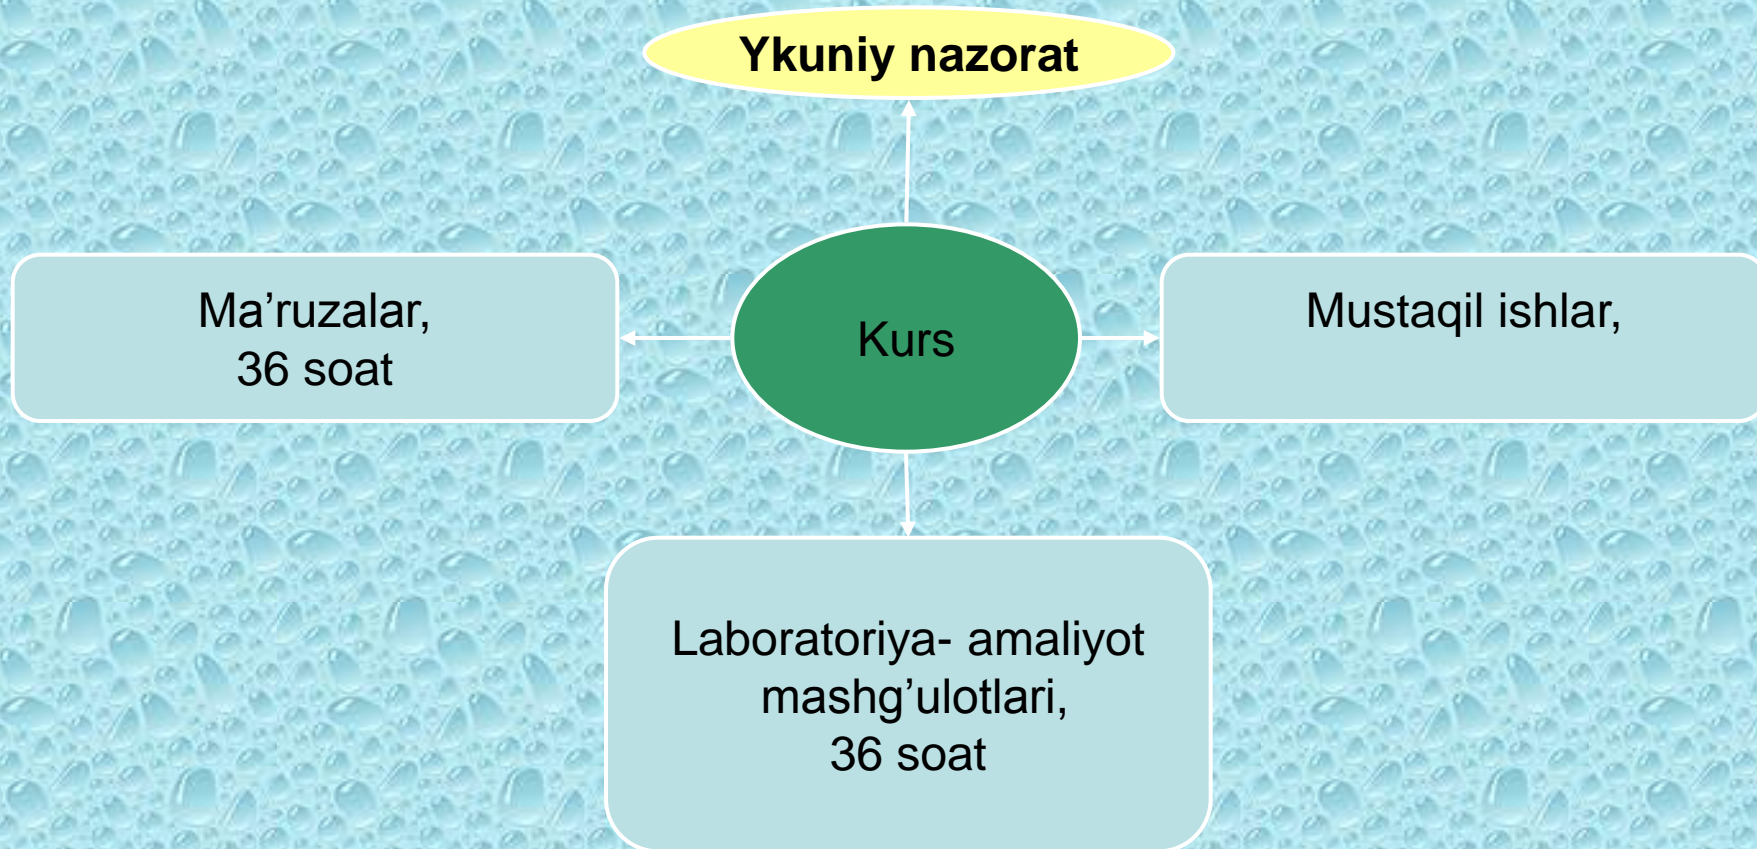 Ykuniy nazorat
Ma’ruzalar,
36 soat
Kurs
Mustaqil ishlar,
Laboratoriya- amaliyot
mashg’ulotlari,
36 soat